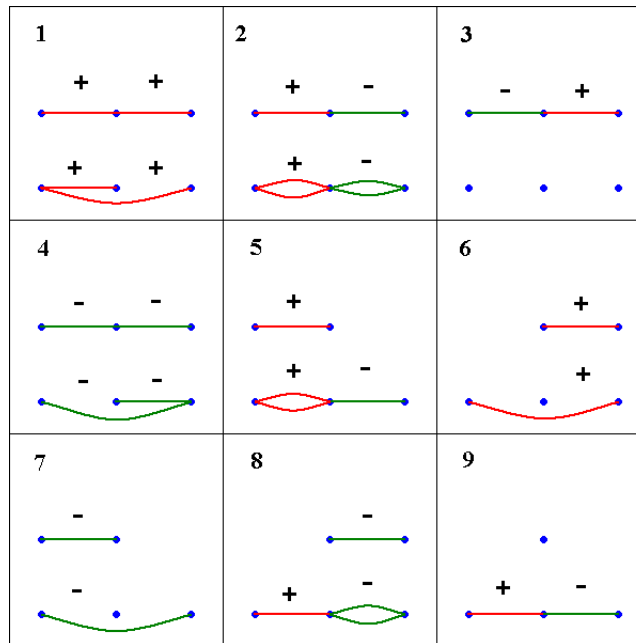 1 2 3
+ + + - - +
+ + + -
4 5 6
- - + +
- - + - +
7 8 9
- -
- + - + -